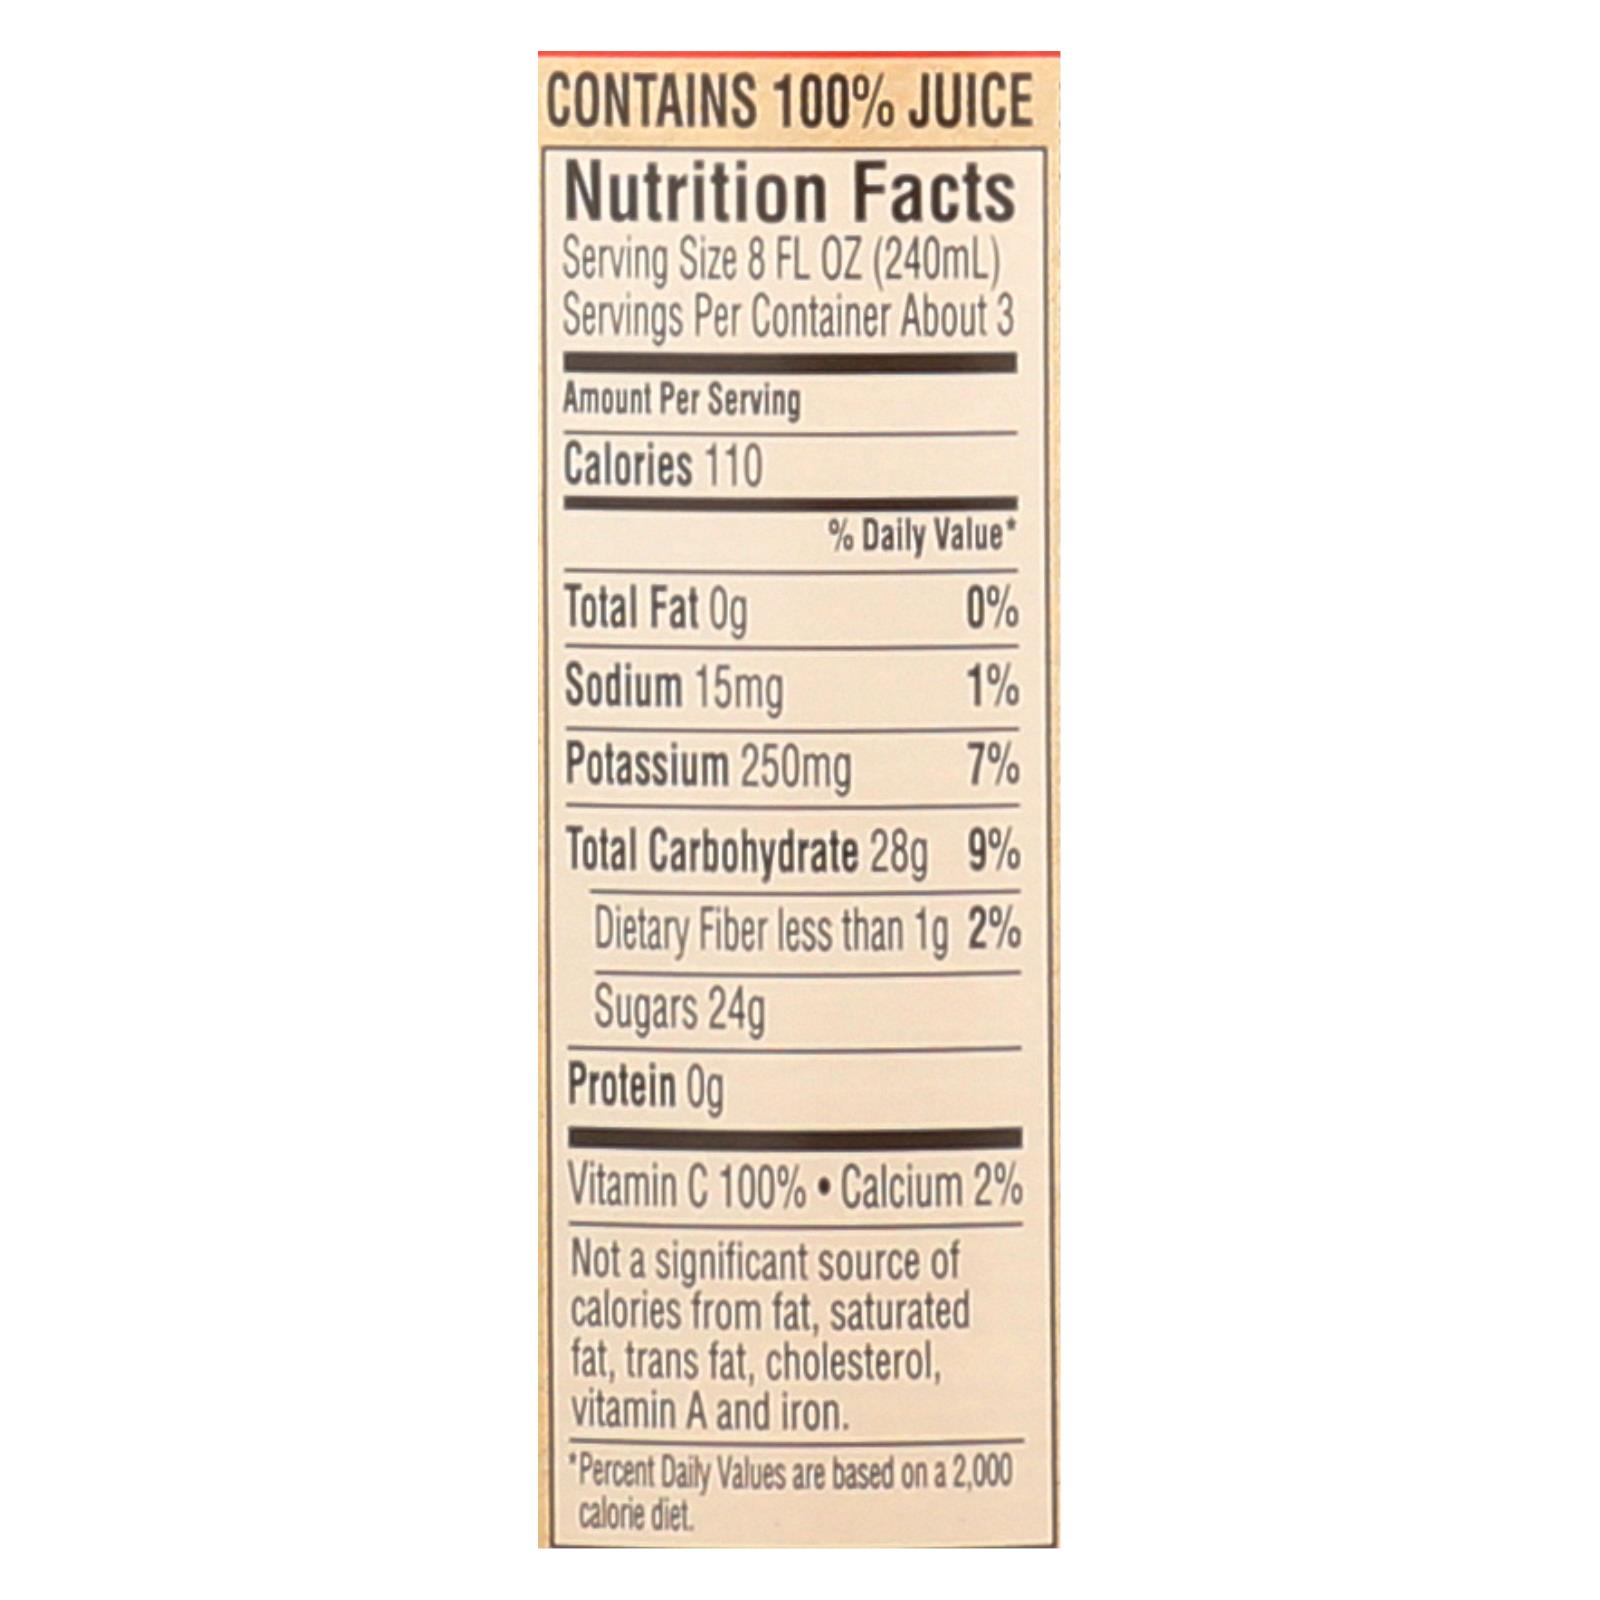 CONTAINS 100% JUICE
Nutrition Facts
Serving Size 8 FL OZ (240mL)
Servings Per Container About 3
Amount Per Serving
Calories 110
% Daily Value*
Total Fat 0g 0%
Sodium 15mg 1%
Potassium 250mg 7%
Total Carbohydrate 28g 9%
Dietary Fiber less than 1g 2%
Sugars 24g
Protein 0g
Vitamin C 100% • Calcium 2%
Not a significant source of
calories from fat, saturated
fat, trans fat, cholesterol,
vitamin A and iron.
*Percent Daily Values are based on a 2,000
calorie diet.